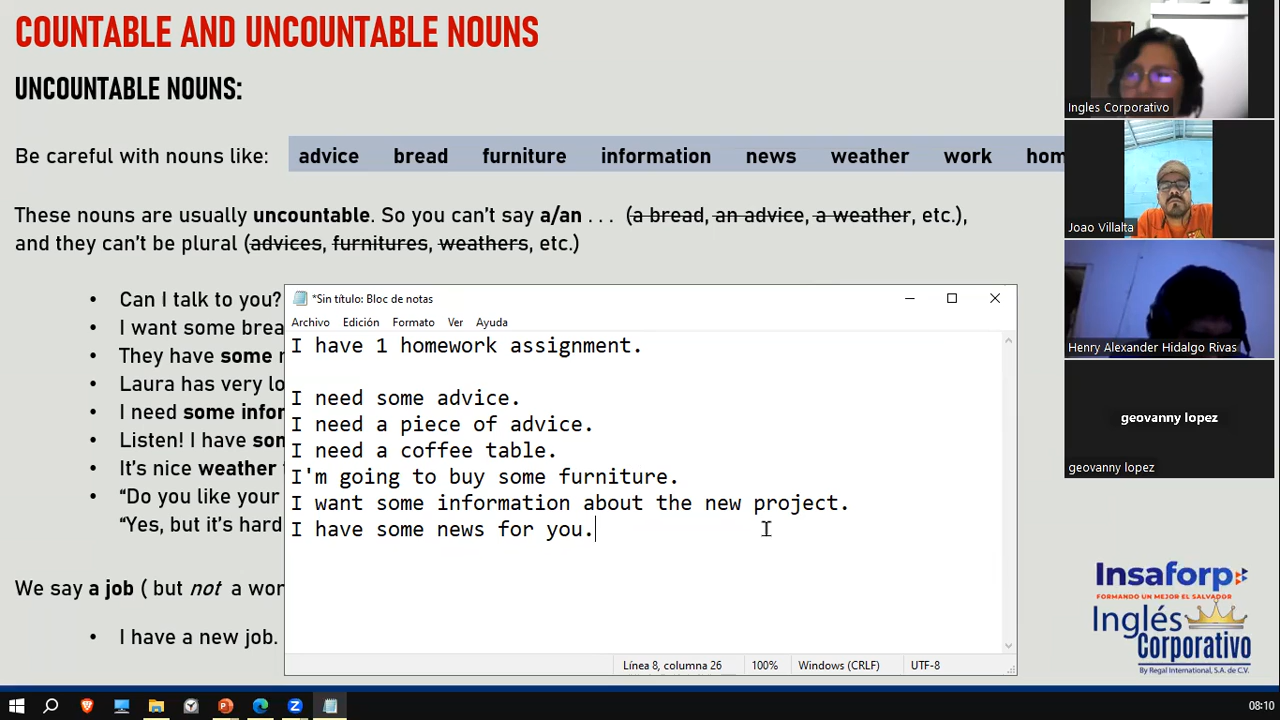 COUNTABLE AND UNCOUNTABLE NOUNS
UNCOUNTABLE NOUNS:
Be careful with nouns like: advice bread furniture information news weather work hom
These nouns are usually uncountable. So you can't say a/an . . . (a bread, an advice, a weather, etc.),
and they can't be plural (advices, furnitures, weathers, etc.)
• Can I talk to you?
• I want some brea
• They have some
• Laura has very lo
• I need some infor
• Listen! I have son
• It's nice weather
• "Do you like your
"Yes, but it's hard
We say a job ( but not a wor
• I have a new job.
*Sin título: Bloc de notas
Archivo Edición Formato Ver Ayuda
I have 1 homework assignment.
I need some advice.
I need a piece of advice.
I need a coffee table.
I'm going to buy some furniture.
I want some information about the new project.
I have some news for you.
Línea 8, columna 26 100% Windows (CRLF) UTF-8
Ingles Corporativo
Joao Villalta
Henry Alexander Hidalgo Rivas
geovanny lopez
geovanny lopez
Insaforp
FORMANDO UN MEJOR EL SALVADOR
Inglés
Corporativo
By Regal International, S.A. de C.V.
08:10